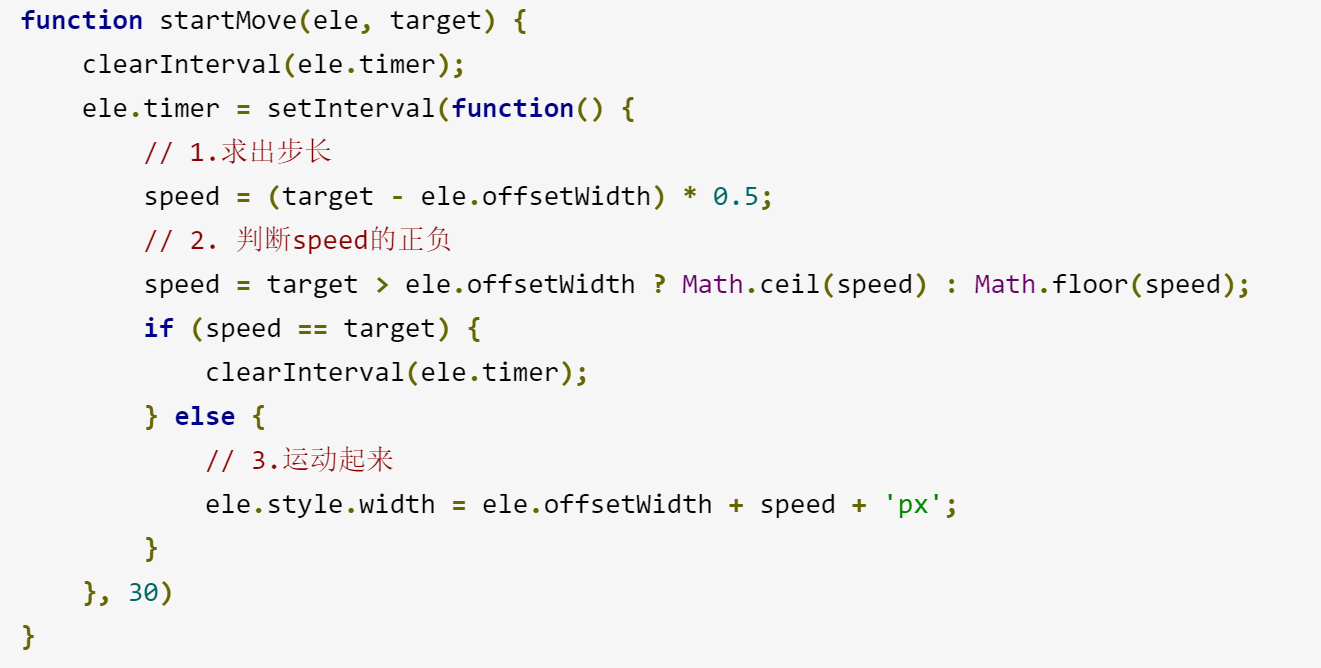 function startMove(ele, target) {
    clearInterval(ele.timer);
    ele.timer = setInterval(function() {
        // 1.求出步长
        speed = (target - ele.offsetWidth) * 0.5;
        // 2. 判断speed的正负
        speed = target > ele.offsetWidth ? Math.ceil(speed) : Math.floor(speed);
        if (speed == target) {
            clearInterval(ele.timer);
        } else {
            // 3.运动起来
            ele.style.width = ele.offsetWidth + speed + 'px';
        }
    }, 30)
}